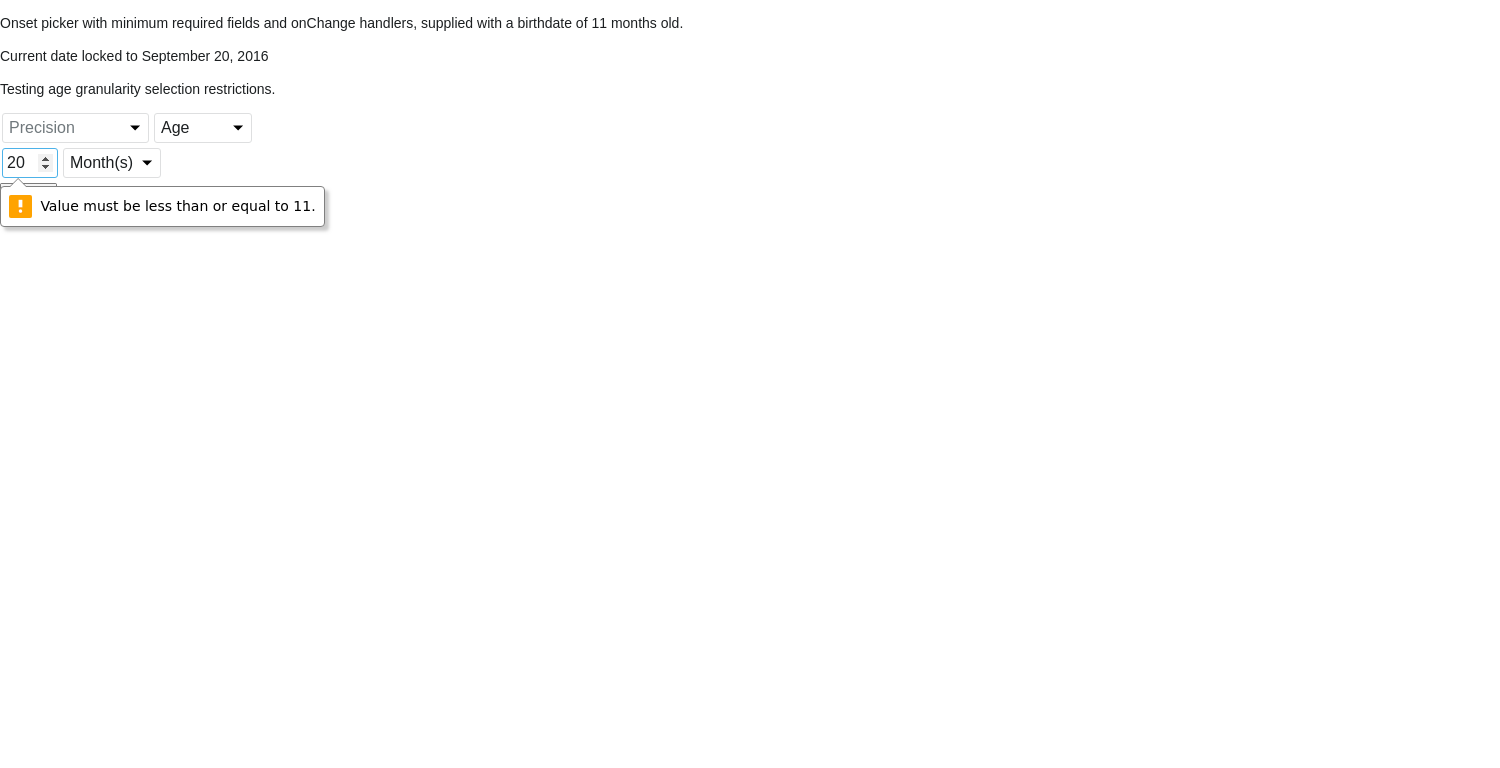 Onset picker with minimum required fields and onChange handlers, supplied with a birthdate of 11 months old.
Current date locked to September 20, 2016
Testing age granularity selection restrictions.
Precision Age
20 Month(s)
Value must be less than or equal to 11.